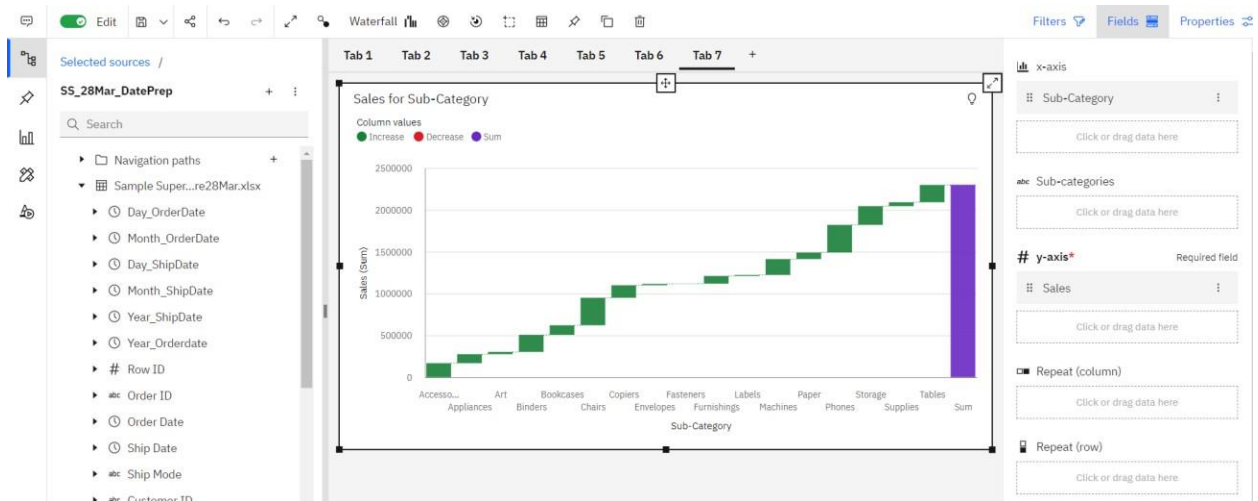 Edit
Waterfall
Filters
Fields
Properties
Selected sources /
SS_28Mar_DatePrep
Search
Navigation paths
Sample Super...re28Mar.xlsx
Day_OrderDate
Month_OrderDate
Day_ShipDate
Month_ShipDate
Year_ShipDate
Year_Orderdate
# Row ID
abc Order ID
Order Date
Ship Date
abc Ship Mode
abc Customer ID
Tab 1 Tab 2 Tab 3 Tab 4 Tab 5 Tab 6 Tab 7 +
Sales for Sub-Category
Column values
Increase Decrease Sum
Sales (Sum)
2500000
2000000
1500000
1000000
500000
0
Accesso... Art Bookcases Copiers Fasteners Labels Paper Storage Tables
Appliances Binders Chairs Envelopes Furnishings Machines Phones Supplies Sum
Sub-Category
x-axis
Sub-Category
Click or drag data here
abc Sub-categories
Click or drag data here
# y-axis* Required field
Sales
Click or drag data here
Repeat (column)
Click or drag data here
Repeat (row)
Click or drag data here